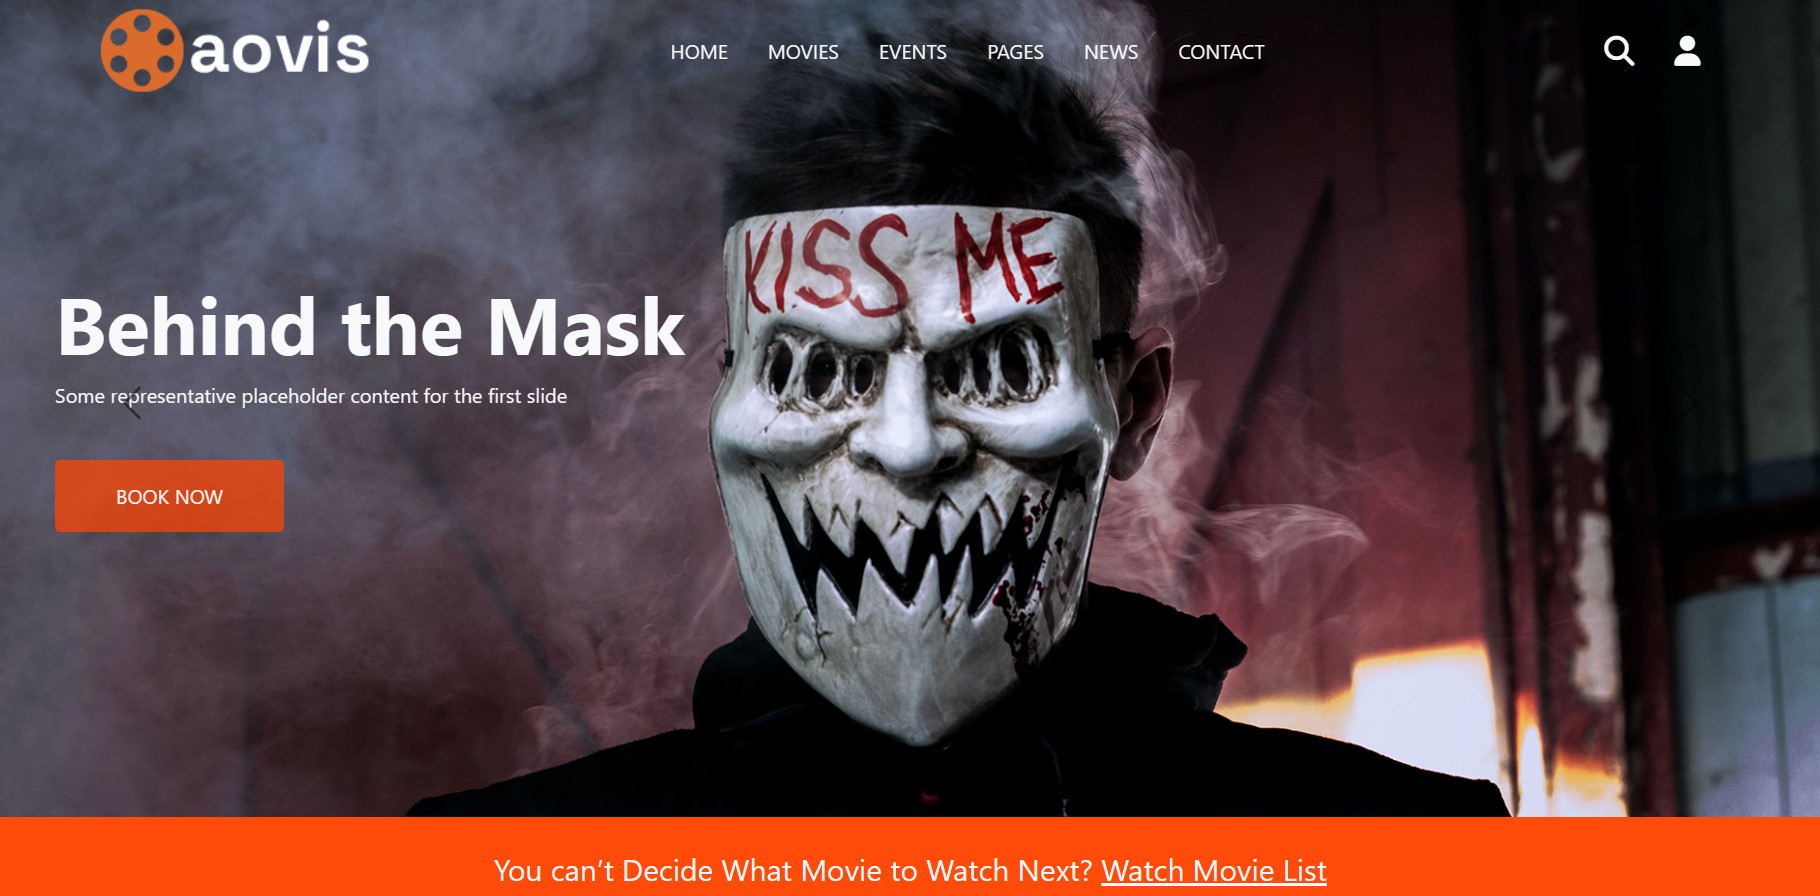 aovis
HOME MOVIES EVENTS PAGES NEWS CONTACT
KISS ME
Behind the Mask
Some representative placeholder content for the first slide
BOOK NOW
You can’t Decide What Movie to Watch Next? Watch Movie List